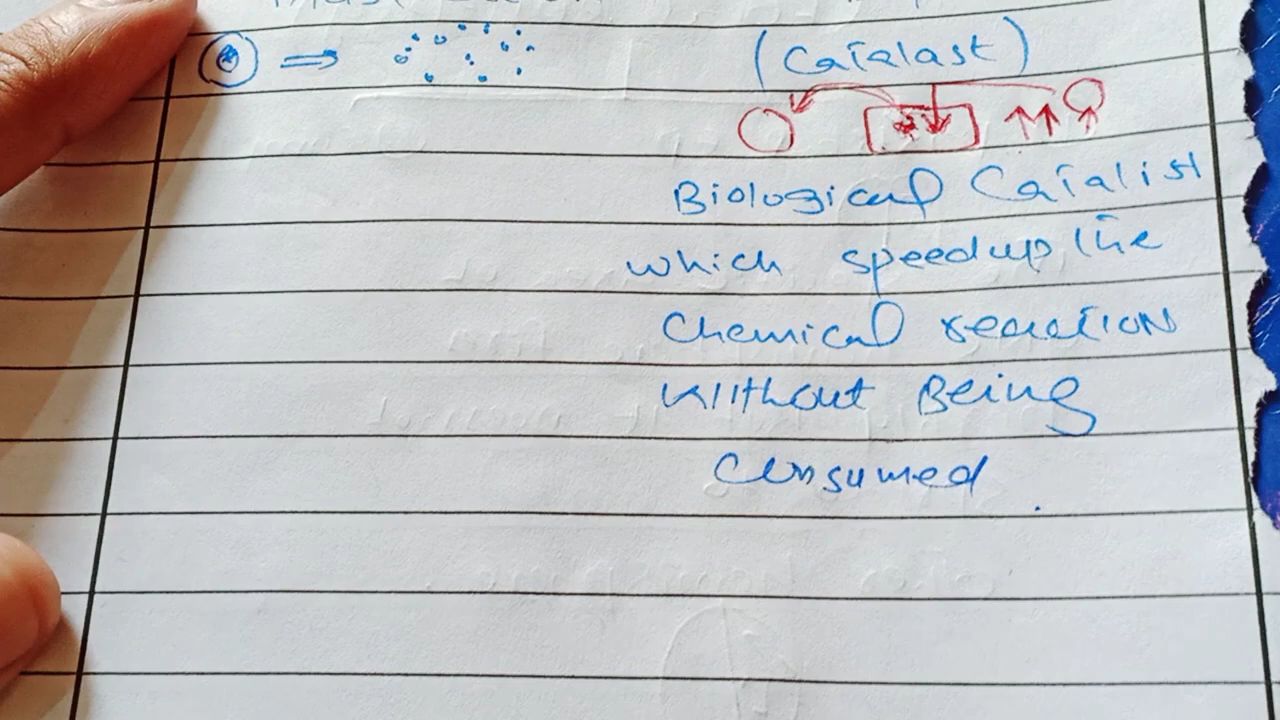 (Catalast)
Biological Catalist
which speedup the
Chemical reaction
Without Being
Consumed